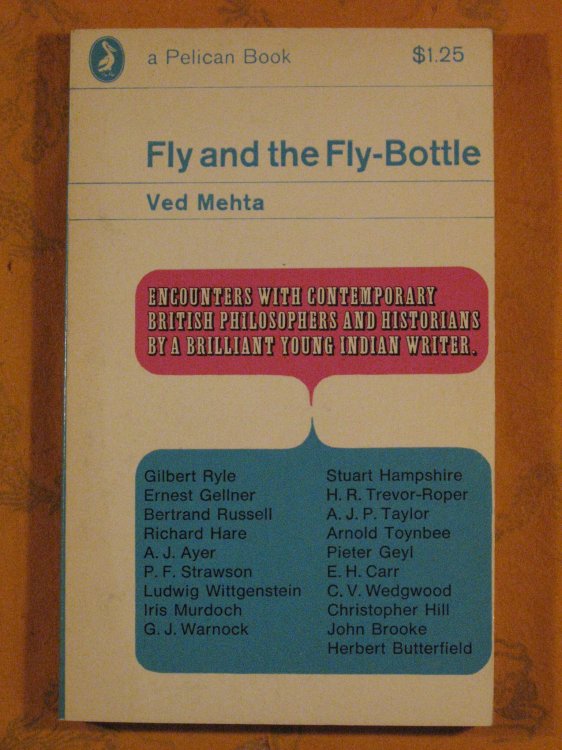 a Pelican Book $1.25
Fly and the Fly-Bottle
Ved Mehta
ENCOUNTERS WITH CONTEMPORARY
BRITISH PHILOSOPHERS AND HISTORIANS
BY A BRILLIANT YOUNG INDIAN WRITER.
Gilbert Ryle
Ernest Gellner
Bertrand Russell
Richard Hare
A. J. Ayer
P. F. Strawson
Ludwig Wittgenstein
Iris Murdoch
G. J. Warnock
Stuart Hampshire
H. R. Trevor-Roper
A. J. P. Taylor
Arnold Toynbee
Pieter Geyl
E. H. Carr
C. V. Wedgwood
Christopher Hill
John Brooke
Herbert Butterfield